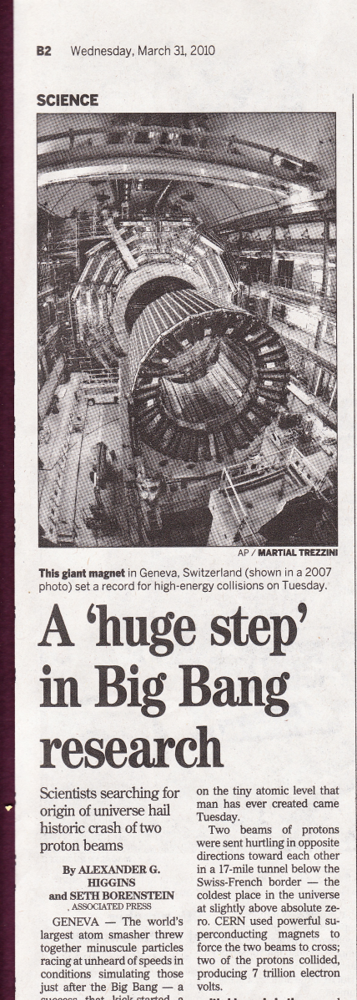 B2 Wednesday, March 31, 2010
SCIENCE
AP / MARTIAL TREZZINI
This giant magnet in Geneva, Switzerland (shown in a 2007
photo) set a record for high-energy collisions on Tuesday.
A ‘huge step’
in Big Bang
research
Scientists searching for
origin of universe hail
historic crash of two
proton beams
By ALEXANDER G.
HIGGINS
and SETH BORENSTEIN
ASSOCIATED PRESS
GENEVA — The world's
largest atom smasher threw
together minuscule particles
racing at unheard of speeds in
conditions simulating those
just after the Big Bang — a
success that kick-started a
on the tiny atomic level that
man has ever created came
Tuesday.
Two beams of protons
were sent hurtling in opposite
directions toward each other
in a 17-mile tunnel below the
Swiss-French border — the
coldest place in the universe
at slightly above absolute ze-
ro. CERN used powerful su-
perconducting magnets to
force the two beams to cross;
two of the protons collided,
producing 7 trillion electron
volts.